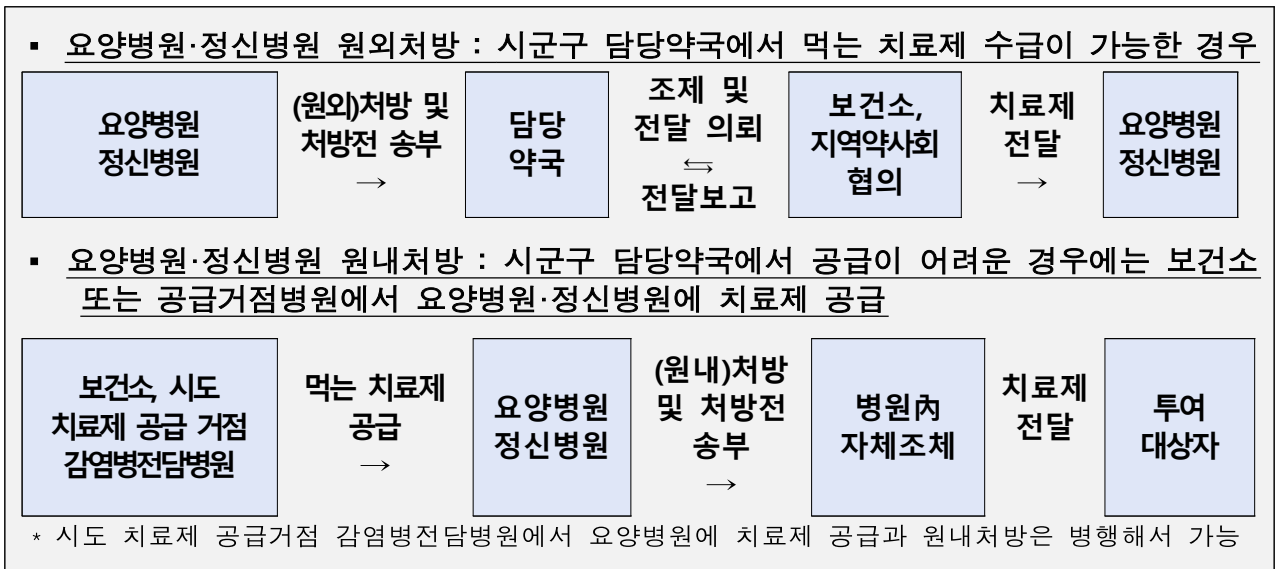 ▪ 요양병원·정신병원 원외처방 : 시군구 담당약국에서 먹는 치료제 수급이 가능한 경우
요양병원
정신병원
(원외)처방 및
처방전 송부
→
담당
약국
조제 및
전달 의뢰
⇆
전달보고
보건소,
지역약사회
협의
치료제
전달
→
요양병원
정신병원
▪ 요양병원·정신병원 원내처방 : 시군구 담당약국에서 공급이 어려운 경우에는 보건소
또는 공급거점병원에서 요양병원·정신병원에 치료제 공급
보건소, 시도
치료제 공급 거점
감염병전담병원
먹는 치료제
공급
→
요양병원
정신병원
(원내)처방
및 처방전
송부
→
병원內
자체조체
치료제
전달
→
투여
대상자
* 시도 치료제 공급거점 감염병전담병원에서 요양병원에 치료제 공급과 원내처방은 병행해서 가능